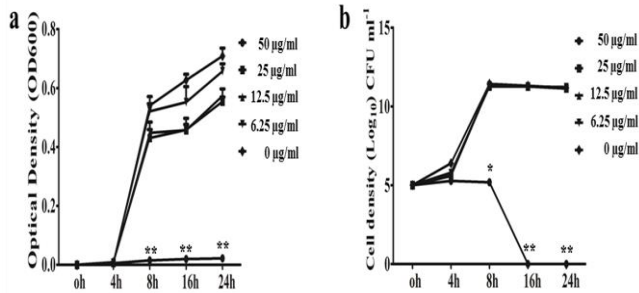 a
Optical Density (OD600)
0.8
0.6
0.4
0.2
0.0
oh 4h 8h 16h 24h
** ** **
50 µg/ml
25 µg/ml
12.5 µg/ml
6.25 µg/ml
0 µg/ml
b
Cell density (Log10) CFU ml-1
15
10
5
0
oh 4h 8h 16h 24h
* ** **
50 µg/ml
25 µg/ml
12.5 µg/ml
6.25 µg/ml
0 µg/ml